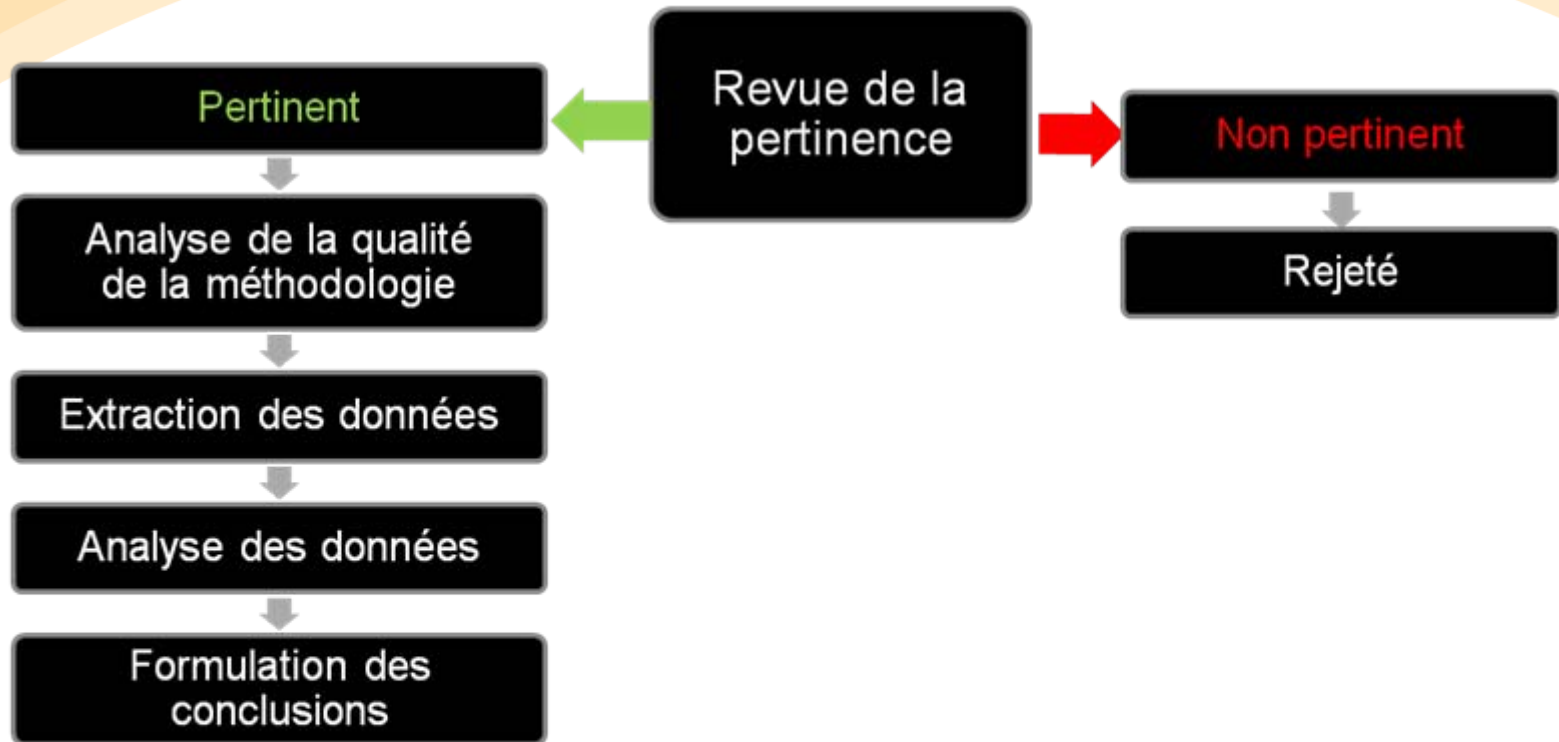 Revue de la
pertinence
Pertinent
Analyse de la qualité
de la méthodologie
Extraction des données
Analyse des données
Formulation des
conclusions
Non pertinent
Rejeté